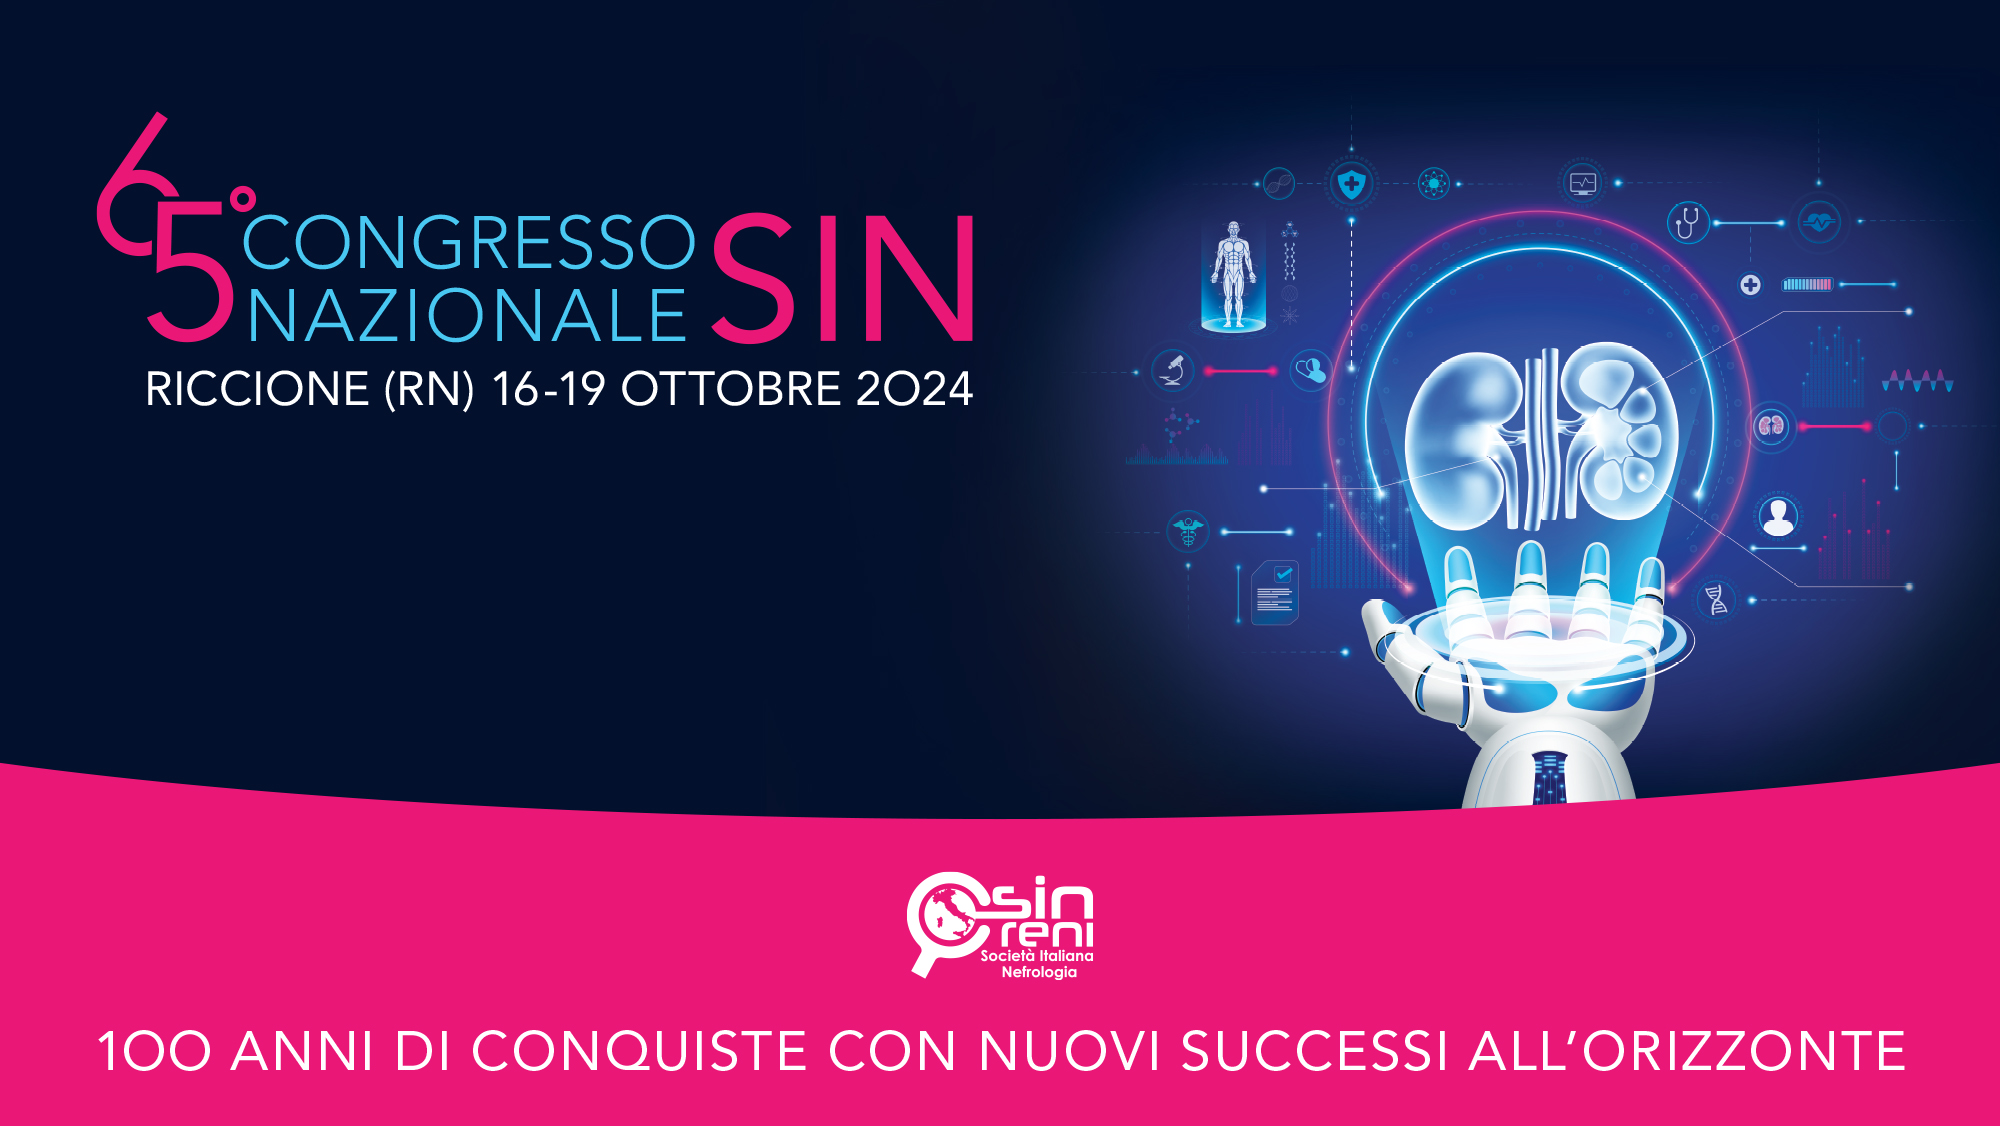 65° CONGRESSO
NAZIONALE SIN
RICCIONE (RN) 16-19 OTTOBRE 2024
sin
reni
Società Italiana
Nefrologia
100 ANNI DI CONQUISTE CON NUOVI SUCCESSI ALL’ORIZZONTE